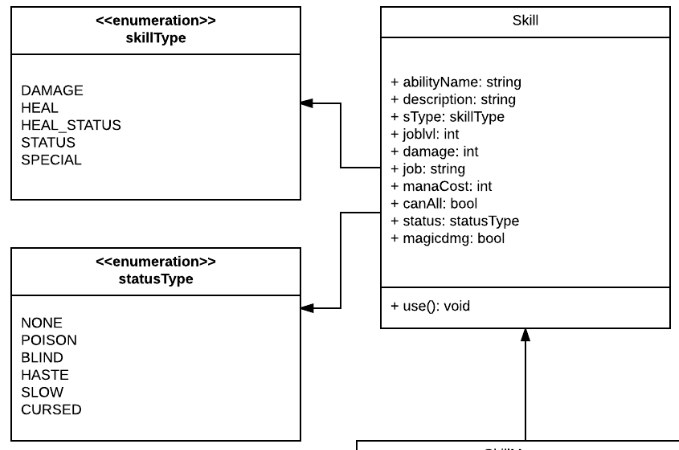 <<enumeration>>
skillType
DAMAGE
HEAL
HEAL_STATUS
STATUS
SPECIAL
<<enumeration>>
statusType
NONE
POISON
BLIND
HASTE
SLOW
CURSED
Skill
+ abilityName: string
+ description: string
+ sType: skillType
+ joblvl: int
+ damage: int
+ job: string
+ manaCost: int
+ canAll: bool
+ status: statusType
+ magicdmg: bool
+ use(): void